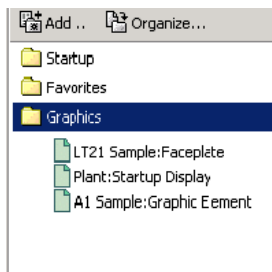 Add .. Organize...
Startup
Favorites
Graphics
LT21 Sample:Faceplate
Plant:Startup Display
A1 Sample:Graphic Eement